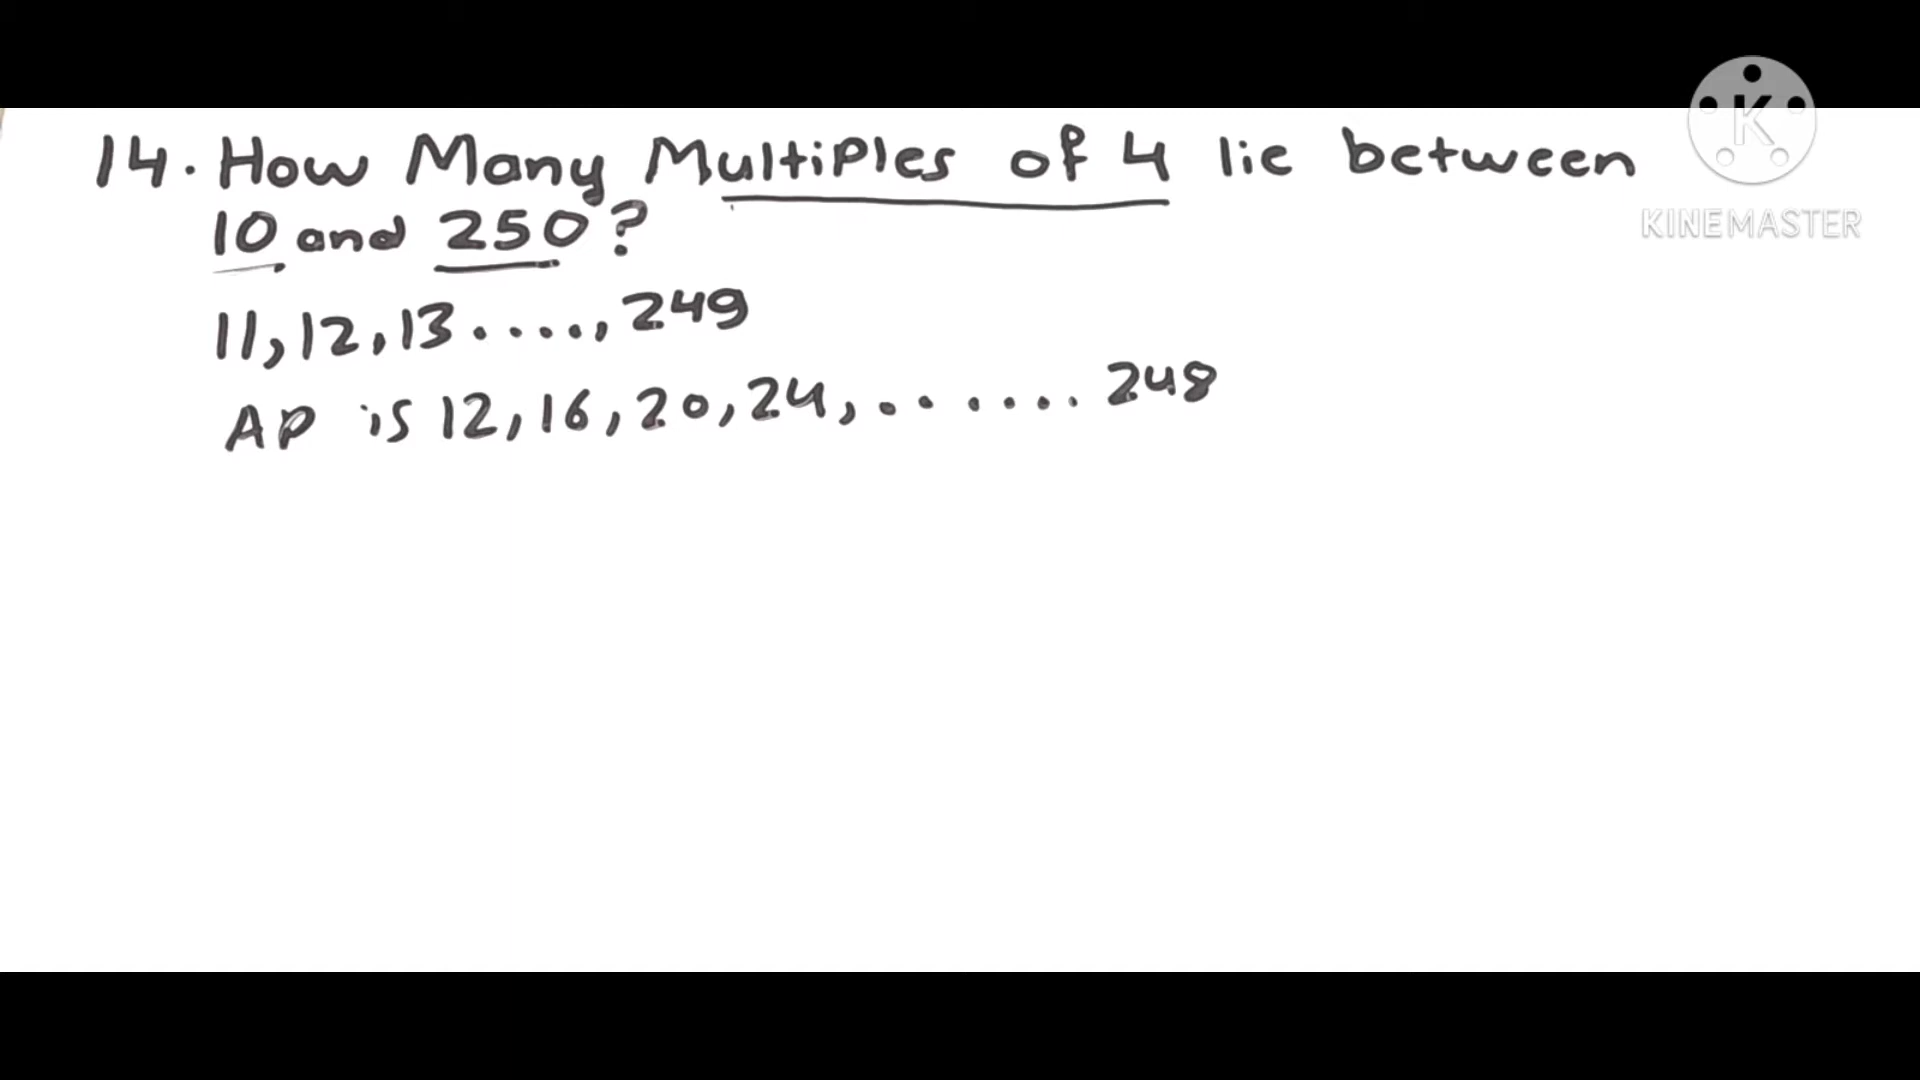 14. How Many Multiples of 4 lie between
10 and 250?
11, 12, 13 ...., 249
AP is 12, 16, 20, 24, ....... 248
K
KINEMASTER